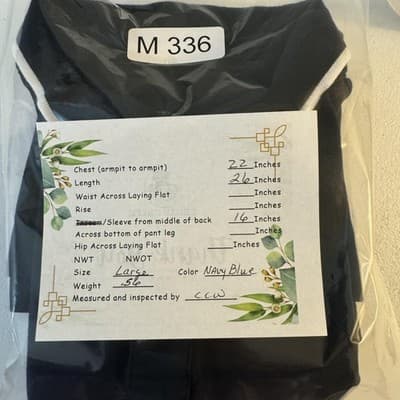 M 336
Chest (armpit to armpit) 22 Inches
Length 26 Inches
Waist Across Laying Flat Inches
Rise Inches
/Sleeve from middle of back 16 Inches
Across bottom of pant leg Inches
Hip Across Laying Flat Inches
NWT NWOT
Size Large Color Navy Blue
Weight .56
Measured and inspected by CCW